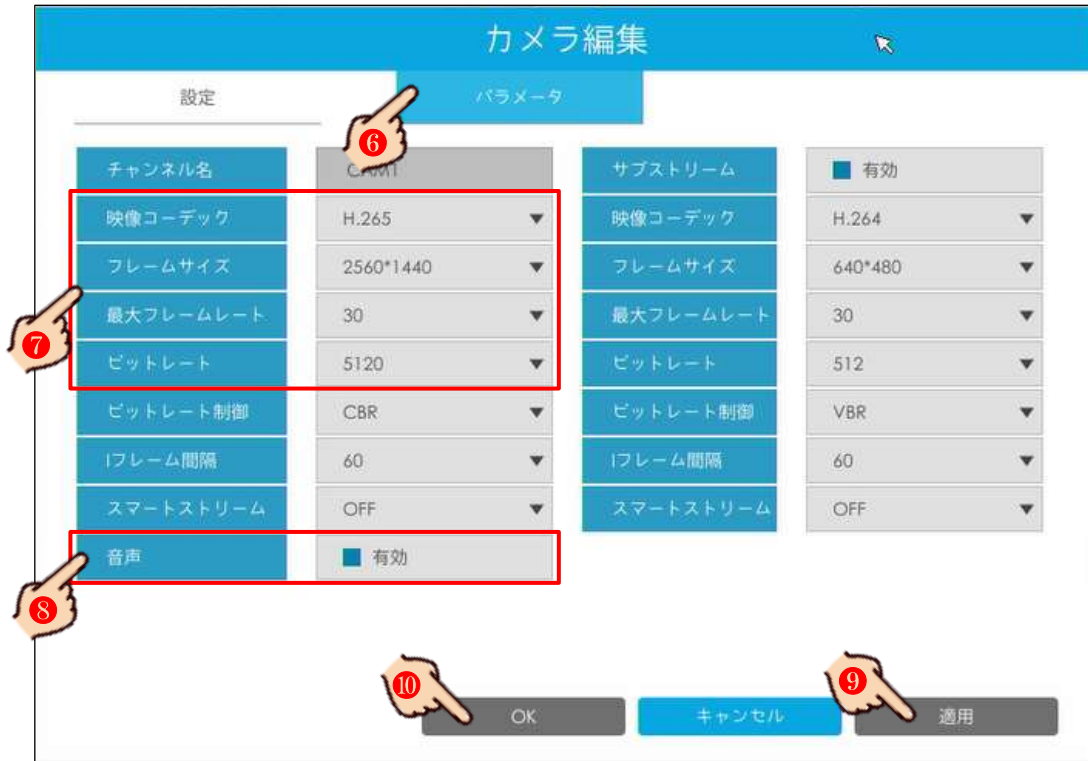 カメラ編集
設定 パラメータ
❻
チャンネル名 CAM1 サブストリーム 有効
映像コーデック H.265 映像コーデック H.264
フレームサイズ 2560*1440 フレームサイズ 640*480
最大フレームレート 30 最大フレームレート 30
❼
ビットレート 5120 ビットレート 512
ビットレート制御 CBR ビットレート制御 VBR
Iフレーム間隔 60 Iフレーム間隔 60
スマートストリーム OFF スマートストリーム OFF
音声 有効
❽
❿ ❾
OK キャンセル 適用